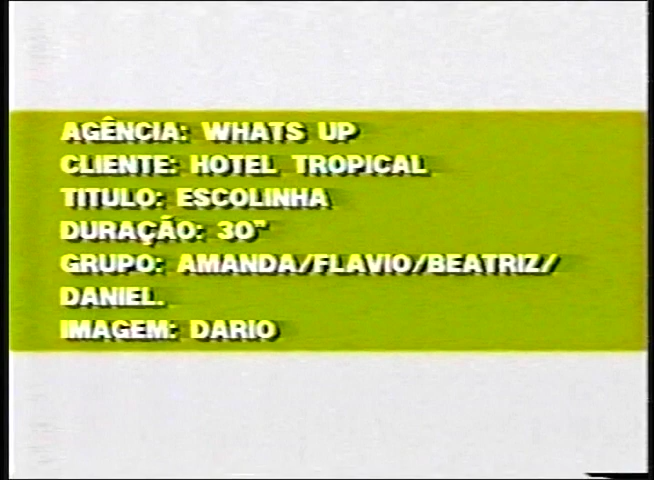 AGÊNCIA: WHATS UP
CLIENTE: HOTEL TROPICAL
TITULO: ESCOLINHA
DURAÇÃO: 30"
GRUPO: AMANDA/FLAVIO/BEATRIZ/
DANIEL.
IMAGEM: DARIO